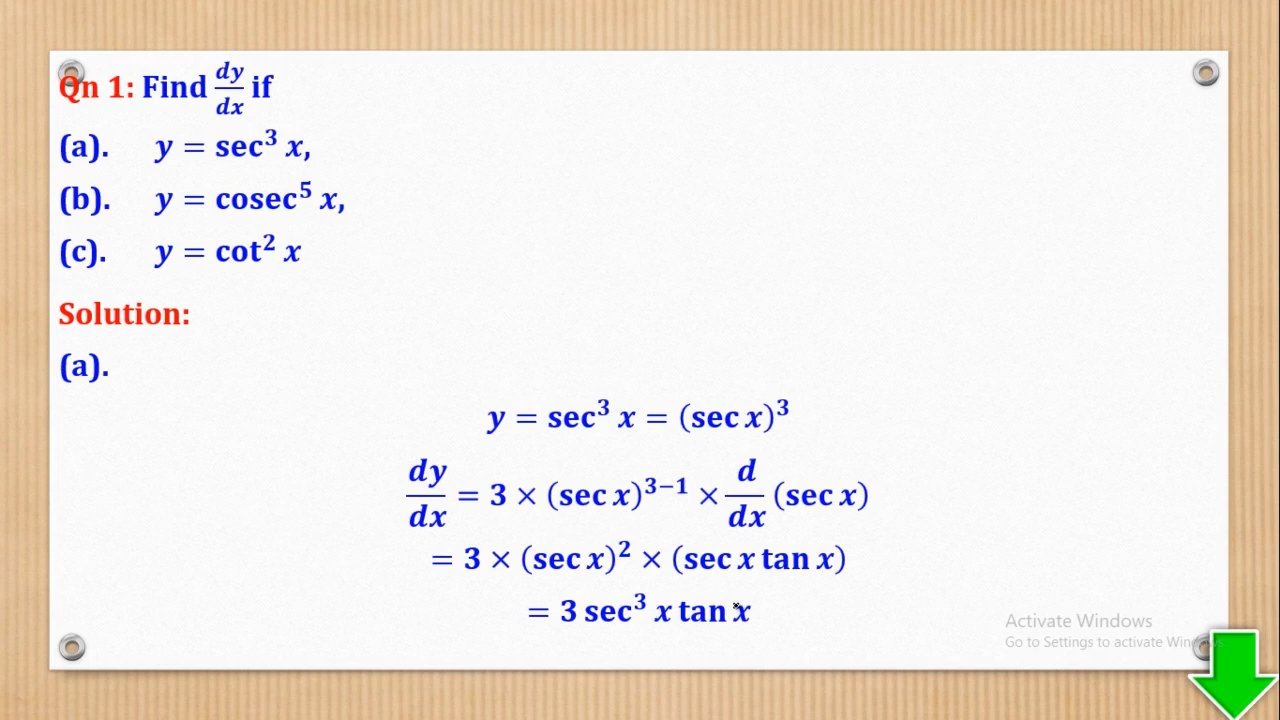 Qn 1: Find dy/dx if
(a). y = sec³ x,
(b). y = cosec⁵ x,
(c). y = cot² x
Solution:
(a).
y = sec³ x = (sec x)³
dy/dx = 3 × (sec x)³⁻¹ × d/dx (sec x)
= 3 × (sec x)² × (sec x tan x)
= 3 sec³ x tan x
Activate Windows
Go to Settings to activate Windows